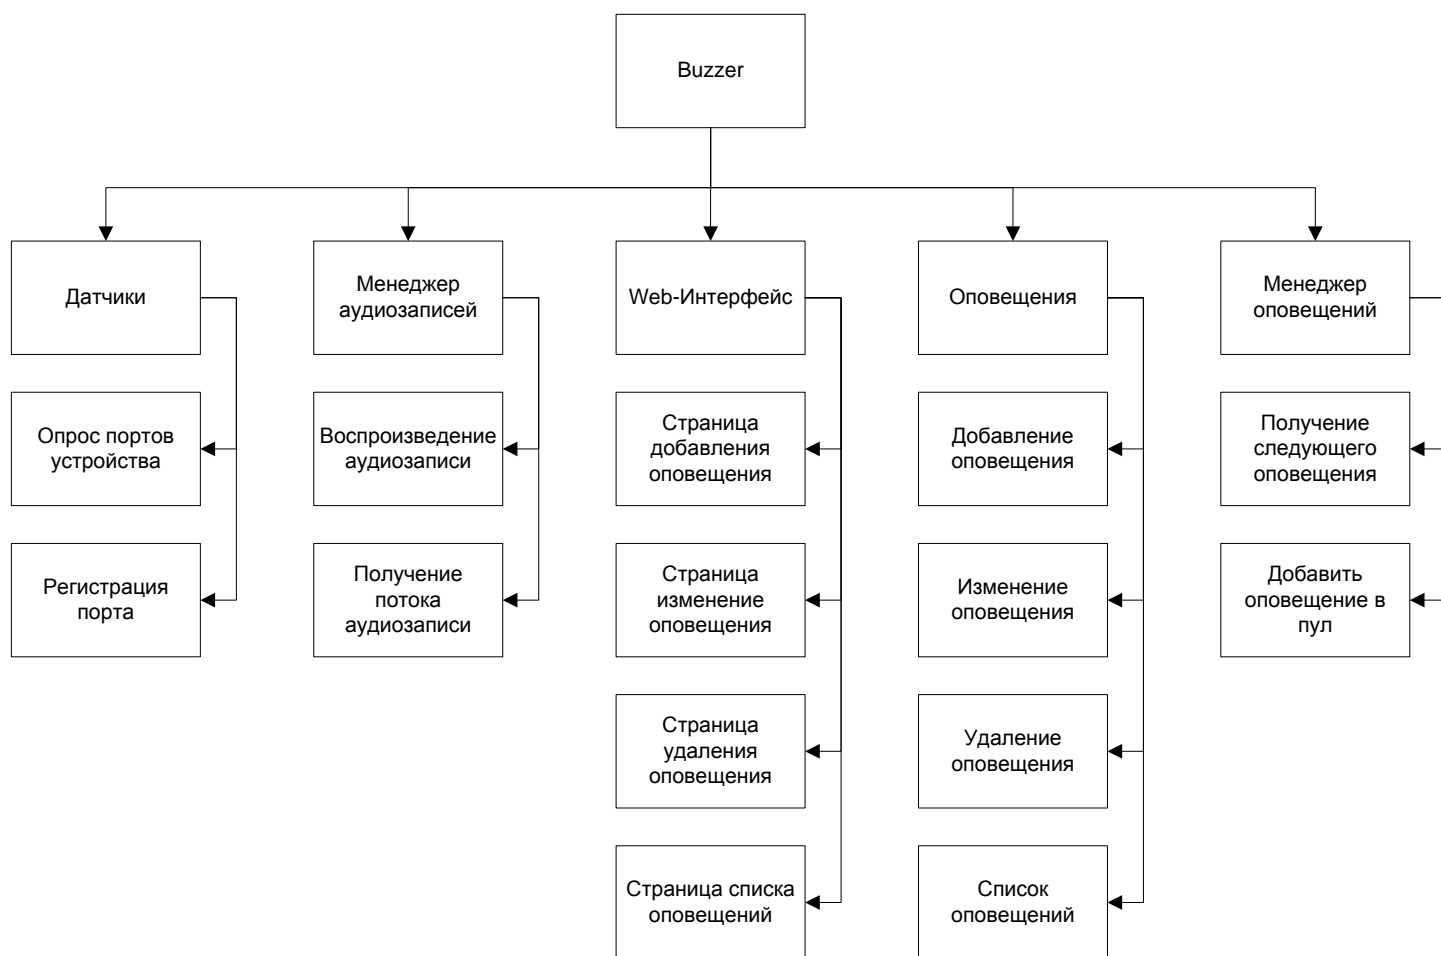 Buzzer
Датчики
Менеджер
аудиозаписей
Web-Интерфейс
Оповещения
Менеджер
оповещений
Опрос портов
устройства
Воспроизведение
аудиозаписи
Страница
добавления
оповещения
Добавление
оповещения
Получение
следующего
оповещения
Регистрация
порта
Получение
потока
аудиозаписи
Страница
изменение
оповещения
Изменение
оповещения
Добавить
оповещение в
пул
Страница
удаления
оповещения
Удаление
оповещения
Страница списка
оповещений
Список
оповещений